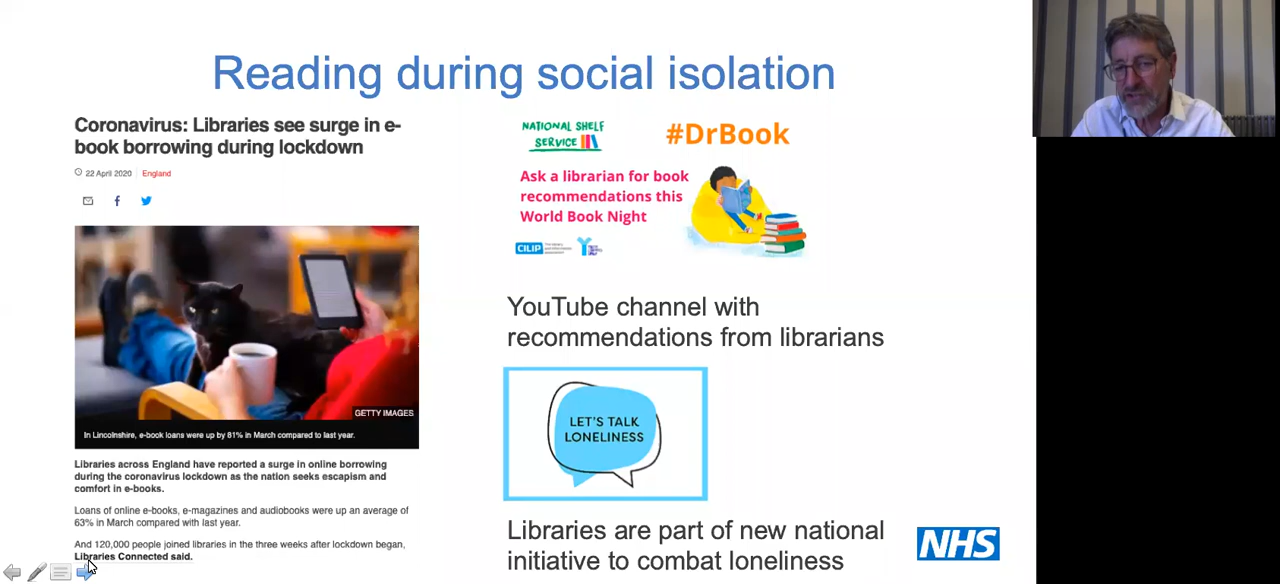 Reading during social isolation
Coronavirus: Libraries see surge in e-
book borrowing during lockdown
22 April 2020
England
GETTY IMAGES
In Lincolnshire, e-book loans were up by 81% in March compared to last year.
Libraries across England have reported a surge in online borrowing
during the coronavirus lockdown as the nation seeks escapism and
comfort in e-books.
Loans of online e-books, e-magazines and audiobooks were up an average of
63% in March compared with last year.
And 120,000 people joined libraries in the three weeks after lockdown began,
Libraries Connected said.
NATIONAL SHELF
SERVICE
#DrBook
Ask a librarian for book
recommendations this
World Book Night
CILIP
YouTube channel with
recommendations from librarians
LET'S TALK
LONELINESS
Libraries are part of new national
initiative to combat loneliness
NHS